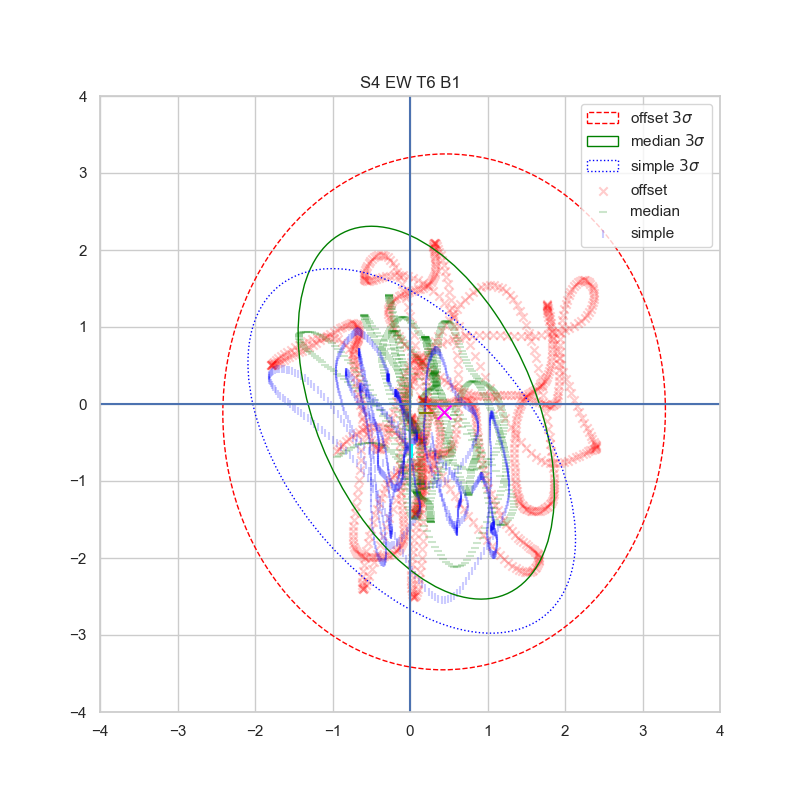 S4 EW T6 B1
offset 3σ
median 3σ
simple 3σ
offset
median
simple
4
3
2
1
0
−1
−2
−3
−4
−4 −3 −2 −1 0 1 2 3 4